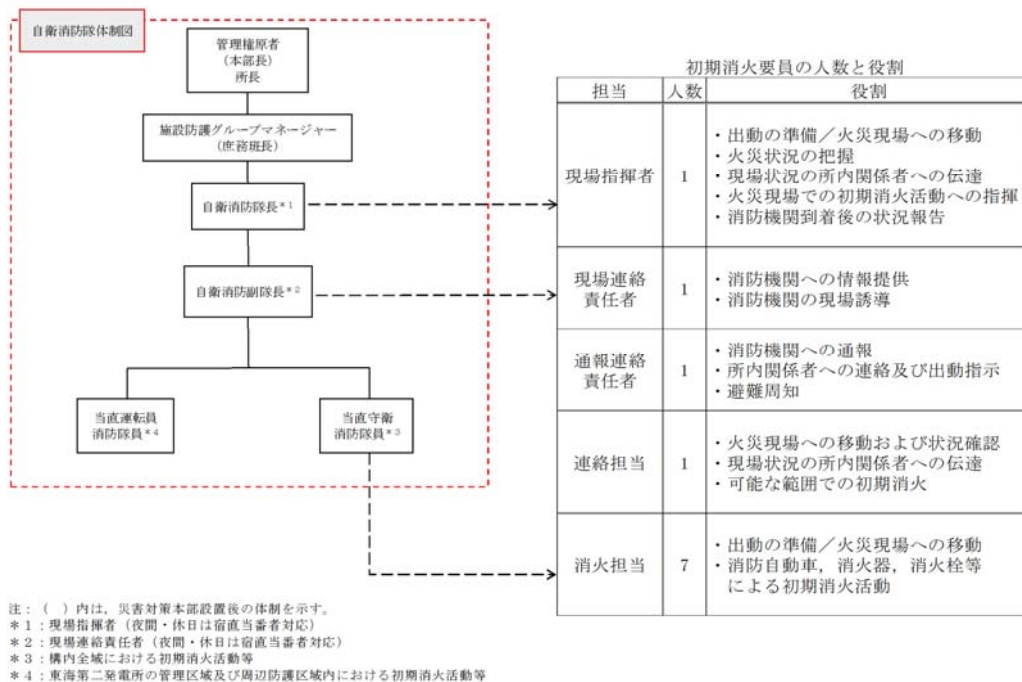 自衛消防隊体制図
管理権原者
(本部長)
所長
施設防護グループマネージャー
(庶務班長)
自衛消防隊長*1
自衛消防副隊長*2
当直運転員
消防隊員*4
当直守衛
消防隊員*3
初期消火要員の人数と役割
担当 人数 役割
現場指揮者 1
・出動の準備／火災現場への移動
・火災状況の把握
・現場状況の所内関係者への伝達
・火災現場での初期消火活動への指揮
・消防機関到着後の状況報告
現場連絡
責任者 1
・消防機関への情報提供
・消防機関の現場誘導
通報連絡
責任者 1
・消防機関への通報
・所内関係者への連絡及び出動指示
・避難周知
連絡担当 1
・火災現場への移動および状況確認
・現場状況の所内関係者への伝達
・可能な範囲での初期消火
消火担当 7
・出動の準備／火災現場への移動
・消防自動車，消火器，消火栓等
による初期消火活動
注：（　）内は，災害対策本部設置後の体制を示す。
＊1：現場指揮者（夜間・休日は宿直当番者対応）
＊2：現場連絡責任者（夜間・休日は宿直当番者対応）
＊3：構内全域における初期消火活動等
＊4：東海第二発電所の管理区域及び周辺防護区域内における初期消火活動等